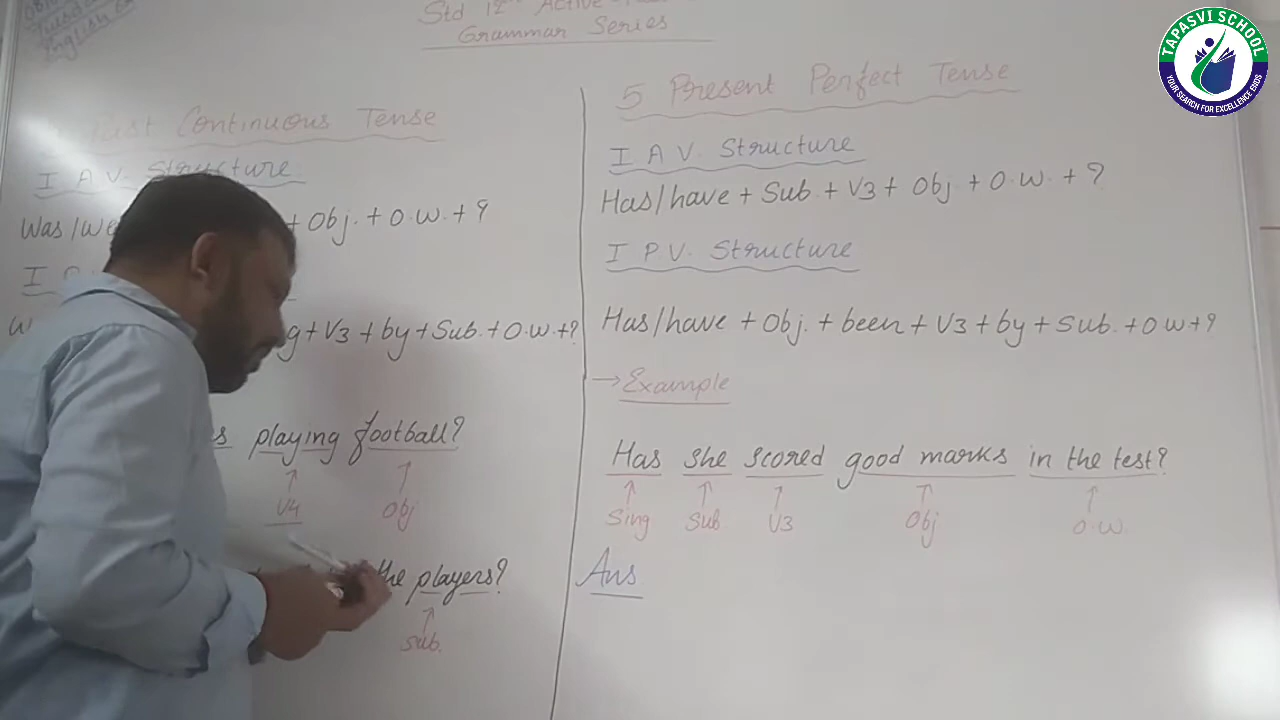 Std 12th Active
Grammar Series
Continuous Tense
I A.V. Structure
Was/We + Obj. + O.W. + ?
I
g + V3 + by + Sub. + O.W. + ?
playing football?
V4 Obj
the players?
Sub.
5 Present Perfect Tense
I A.V. Structure
Has/have + Sub. + V3 + Obj. + O.W. + ?
I P.V. Structure
Has/have + Obj. + been + V3 + by + Sub. + O.W + ?
→ Example
Has she scored good marks in the test?
Sing Sub V3 Obj O.W.
Ans
TAPASVI SCHOOL
YOUR SEARCH FOR EXCELLENCE ENDS